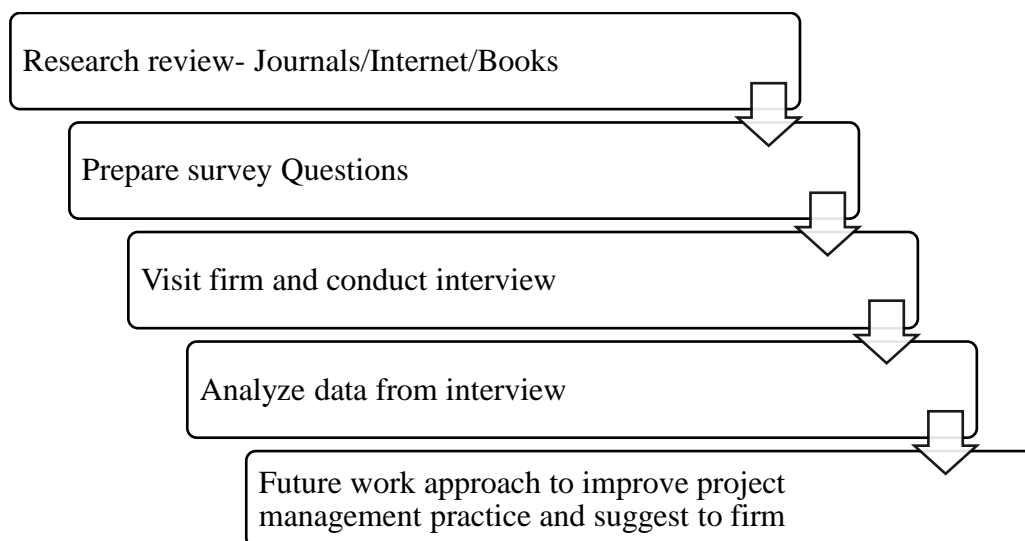 Research review- Journals/Internet/Books
Prepare survey Questions
Visit firm and conduct interview
Analyze data from interview
Future work approach to improve project
management practice and suggest to firm